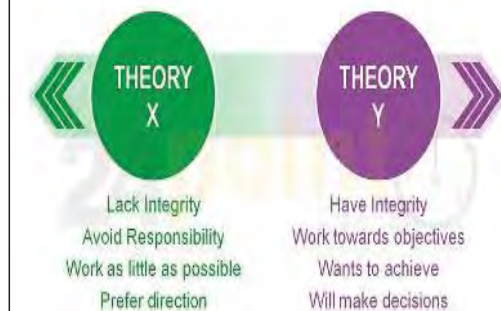 THEORY
X
THEORY
Y
Lack Integrity
Avoid Responsibility
Work as little as possible
Prefer direction
Have Integrity
Work towards objectives
Wants to achieve
Will make decisions